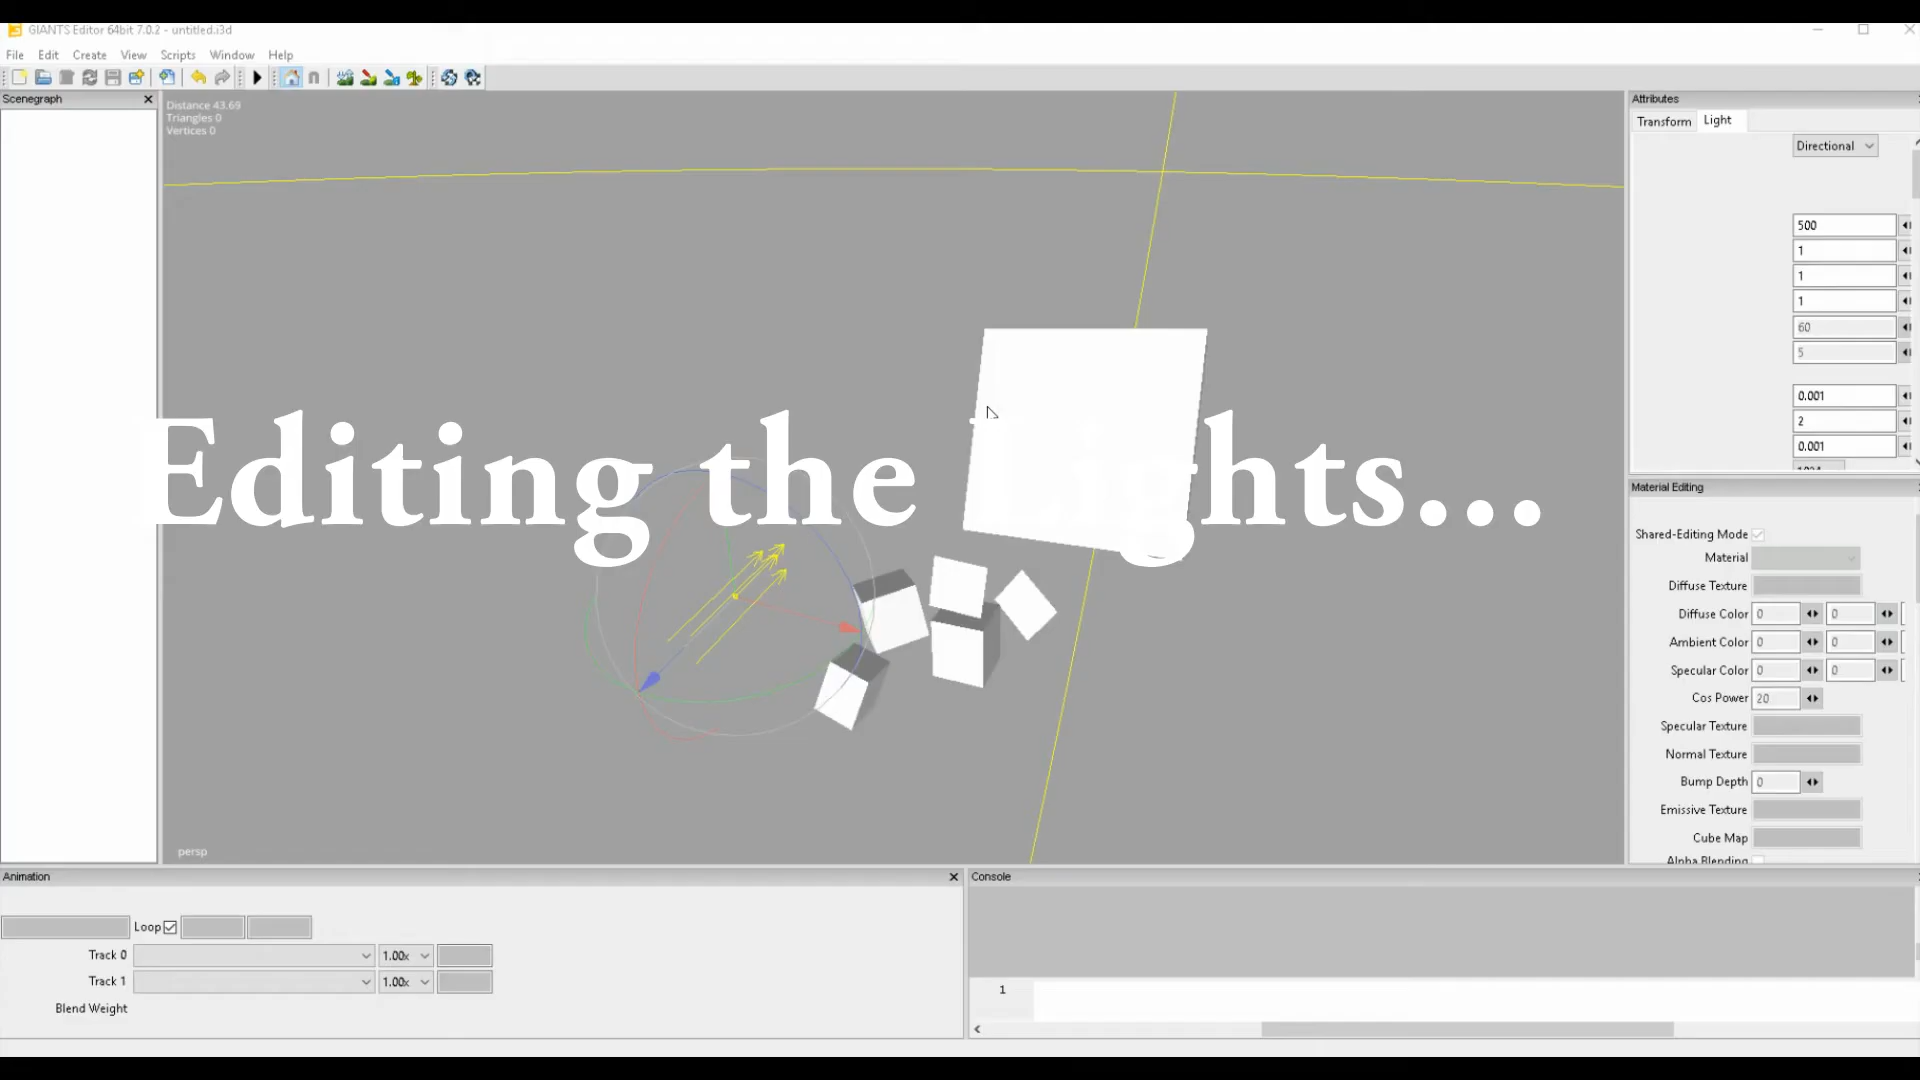 GIANTS Editor 64bit 7.0.2 - untitled.i3d
File Edit Create View Scripts Window Help
Scenegraph
Distance 43.69
Triangles 0
Vertices 0
persp
Editing the Lights...
Attributes
Transform Light
Directional
500
1
1
1
60
5
0.001
2
0.001
Material Editing
Shared-Editing Mode
Material
Diffuse Texture
Diffuse Color 0 0
Ambient Color 0 0
Specular Color 0 0
Cos Power 20
Specular Texture
Normal Texture
Bump Depth 0
Emissive Texture
Cube Map
Alpha Blending
Animation
Loop
Track 0 1.00x
Track 1 1.00x
Blend Weight
Console
1